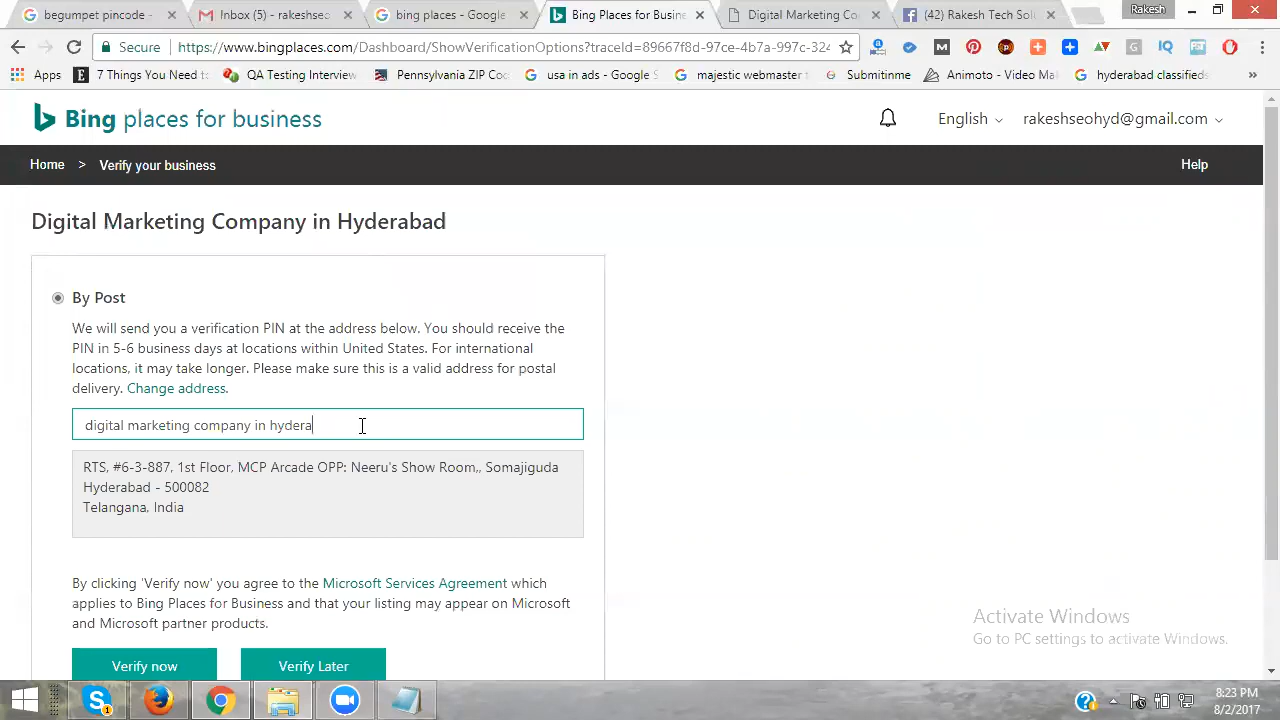 begumpet pincode -
Inbox (5) - rakeshseo
bing places - Google
Bing Places for Busine
Digital Marketing Co
(42) Rakesh Tech Sol
Rakesh
Secure
https://www.bingplaces.com/Dashboard/ShowVerificationOptions?traceId=89667f8d-97ce-4b7a-997c-324
Apps
7 Things You Need t
QA Testing Interview
Pennsylvania ZIP Co
usa in ads - Google S
majestic webmaster t
Submitinme
Animoto - Video Ma
hyderabad classified
Bing places for business
English
rakeshseohyd@gmail.com
Home > Verify your business
Help
Digital Marketing Company in Hyderabad
By Post
We will send you a verification PIN at the address below. You should receive the
PIN in 5-6 business days at locations within United States. For international
locations, it may take longer. Please make sure this is a valid address for postal
delivery. Change address.
digital marketing company in hydera
RTS, #6-3-887, 1st Floor, MCP Arcade OPP: Neeru's Show Room,, Somajiguda
Hyderabad - 500082
Telangana, India
By clicking 'Verify now' you agree to the Microsoft Services Agreement which
applies to Bing Places for Business and that your listing may appear on Microsoft
and Microsoft partner products.
Verify now
Verify Later
Activate Windows
Go to PC settings to activate Windows.
8:23 PM
8/2/2017